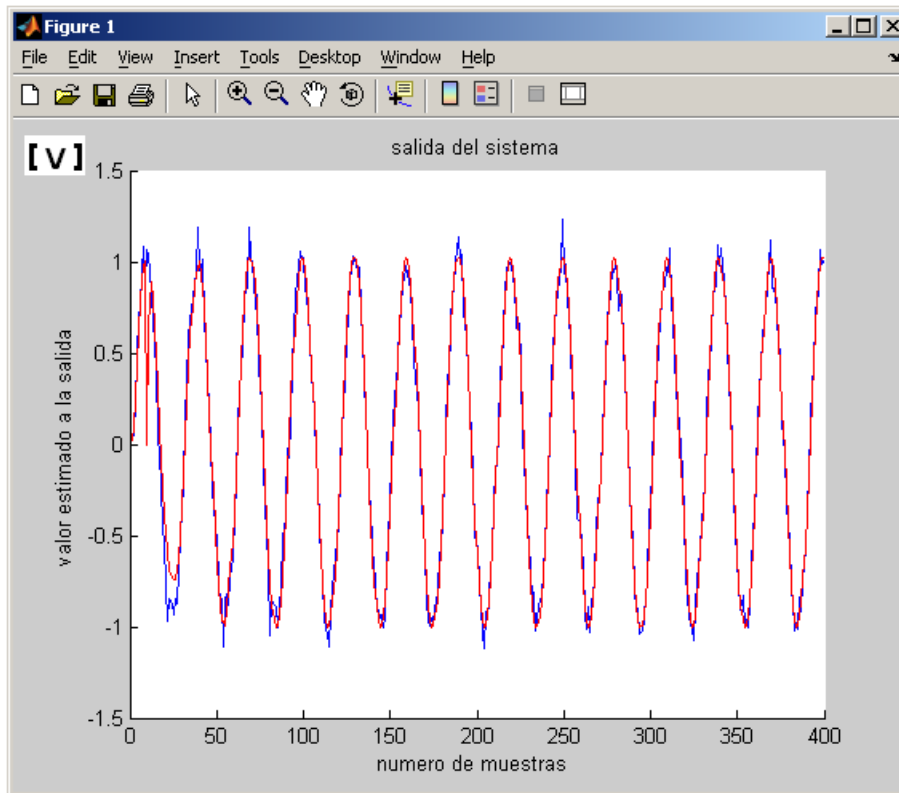 Figure 1
File Edit View Insert Tools Desktop Window Help
[V]
salida del sistema
1.5
1
0.5
0
-0.5
-1
-1.5
valor estimado a la salida
0 50 100 150 200 250 300 350 400
numero de muestras